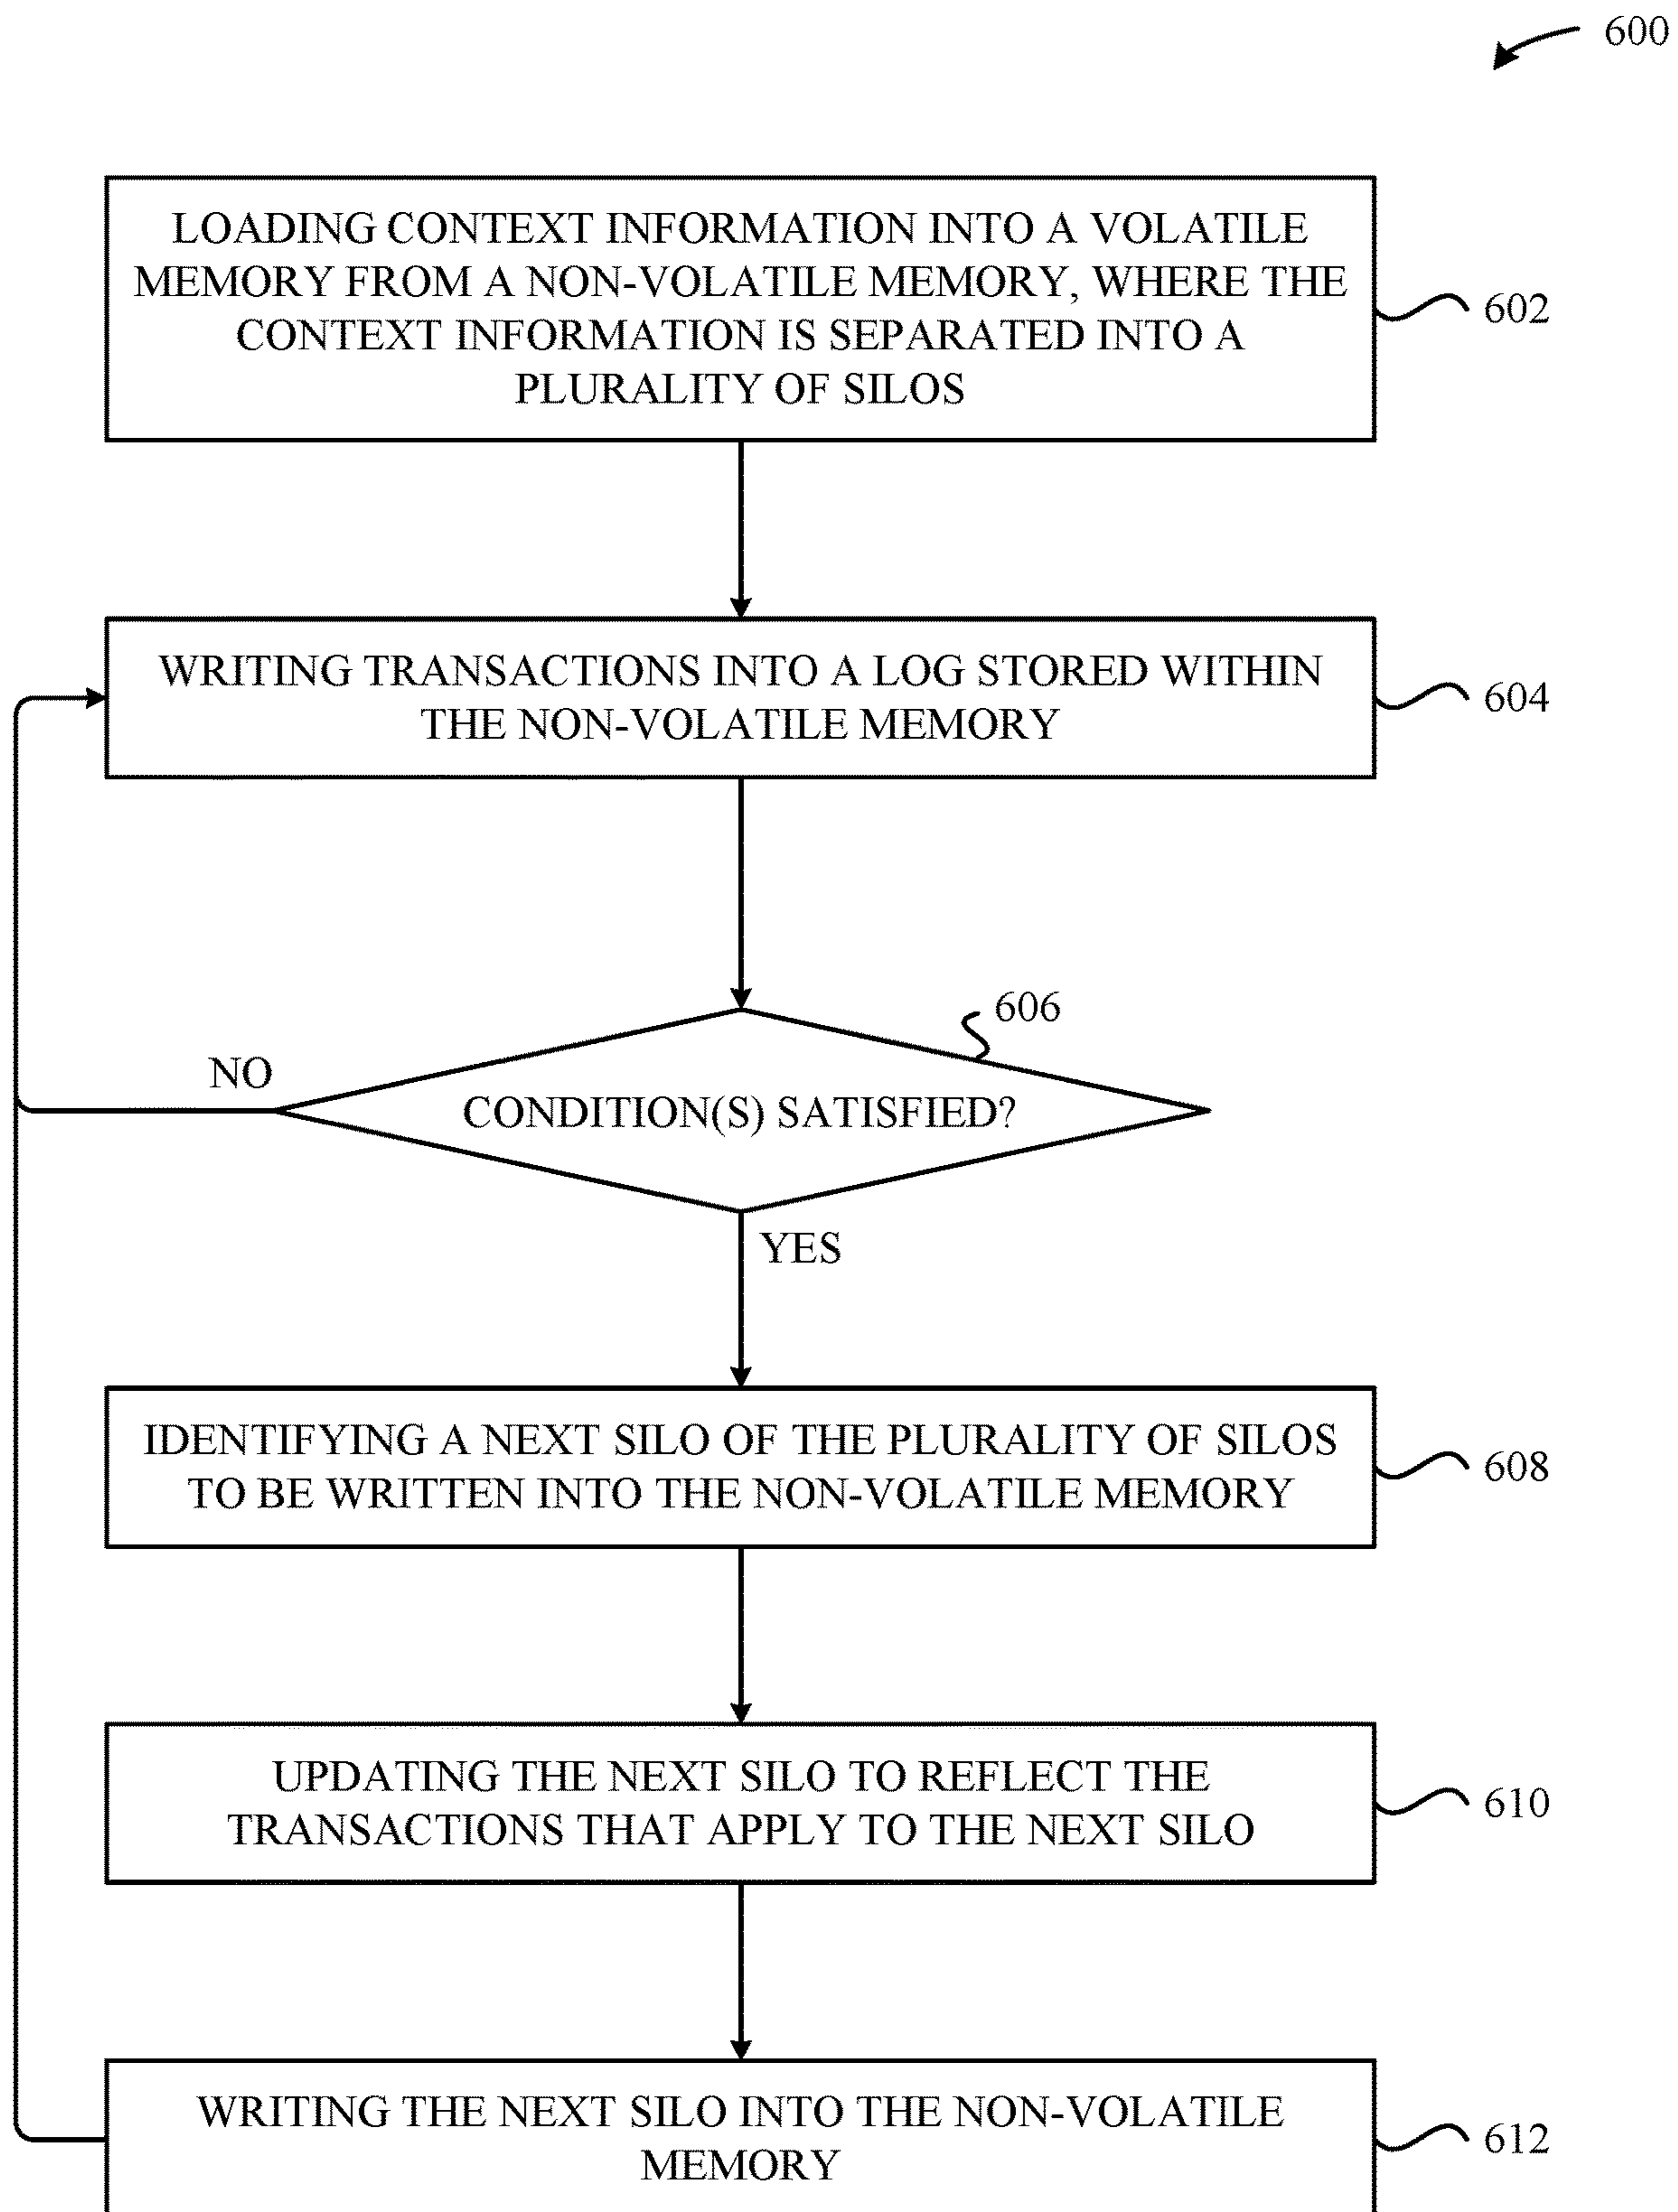 600
LOADING CONTEXT INFORMATION INTO A VOLATILE
MEMORY FROM A NON-VOLATILE MEMORY, WHERE THE
CONTEXT INFORMATION IS SEPARATED INTO A
PLURALITY OF SILOS
602
WRITING TRANSACTIONS INTO A LOG STORED WITHIN
THE NON-VOLATILE MEMORY
604
606
NO
CONDITION(S) SATISFIED?
YES
IDENTIFYING A NEXT SILO OF THE PLURALITY OF SILOS
TO BE WRITTEN INTO THE NON-VOLATILE MEMORY
608
UPDATING THE NEXT SILO TO REFLECT THE
TRANSACTIONS THAT APPLY TO THE NEXT SILO
610
WRITING THE NEXT SILO INTO THE NON-VOLATILE
MEMORY
612